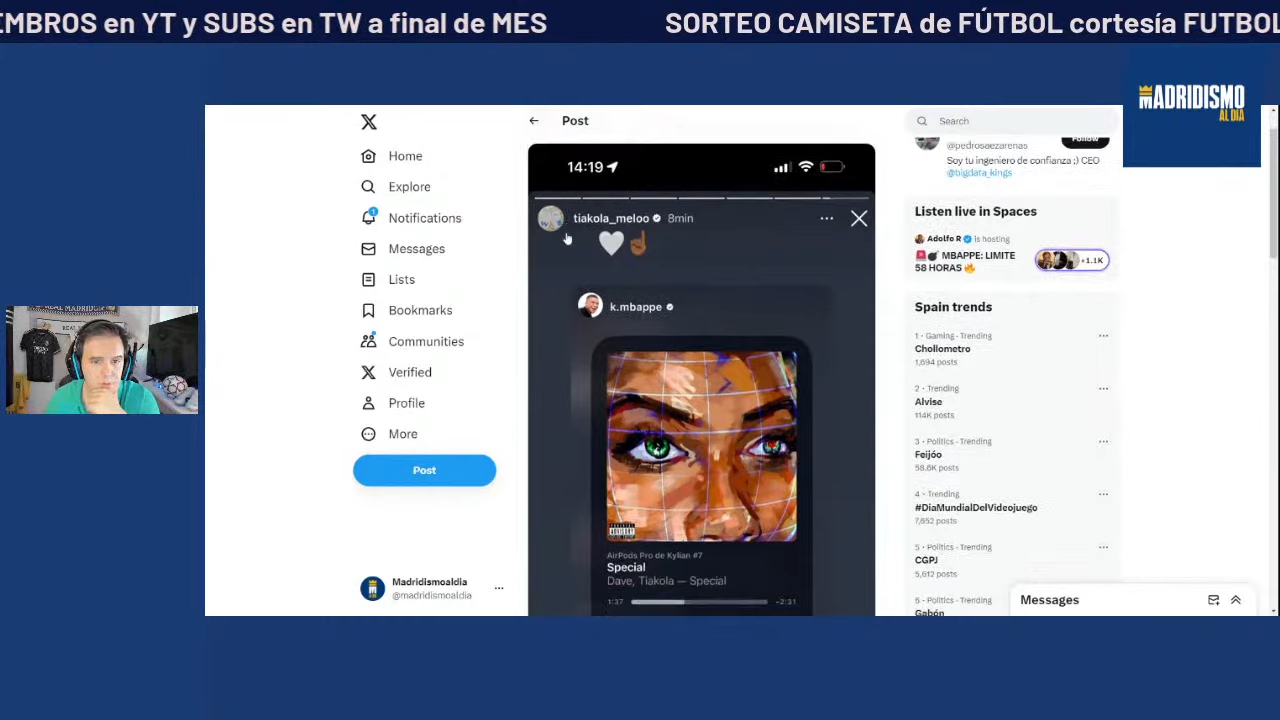 EMBROS en YT y SUBS en TW a final de MES SORTEO CAMISETA de FÚTBOL cortesía FUTBOL
MADRIDISMO
AL DIA
Home
Explore
Notifications
1
Messages
Lists
Bookmarks
Communities
Verified
Profile
More
Post
Madridismoaldia
@madridismoaldia
Post
14:19
tiakola_meloo 8min
k.mbappe
AirPods Pro de Kylian #7
Special
Dave, Tiakola — Special
1:37 -2:31
Search
@pedrosaezarenas
Follow
Soy tu ingeniero de confianza ;) CEO
@bigdata_kings
Listen live in Spaces
Adolfo R is hosting
MBAPPE: LIMITE
58 HORAS
+1.1K
Spain trends
1 · Gaming · Trending
Chollometro
1,694 posts
2 · Trending
Alvise
114K posts
3 · Politics · Trending
Feijóo
58.6K posts
4 · Trending
#DiaMundialDelVideojuego
7,652 posts
5 · Politics · Trending
CGPJ
5,612 posts
6 · Politics · Trending
Gabón
Messages